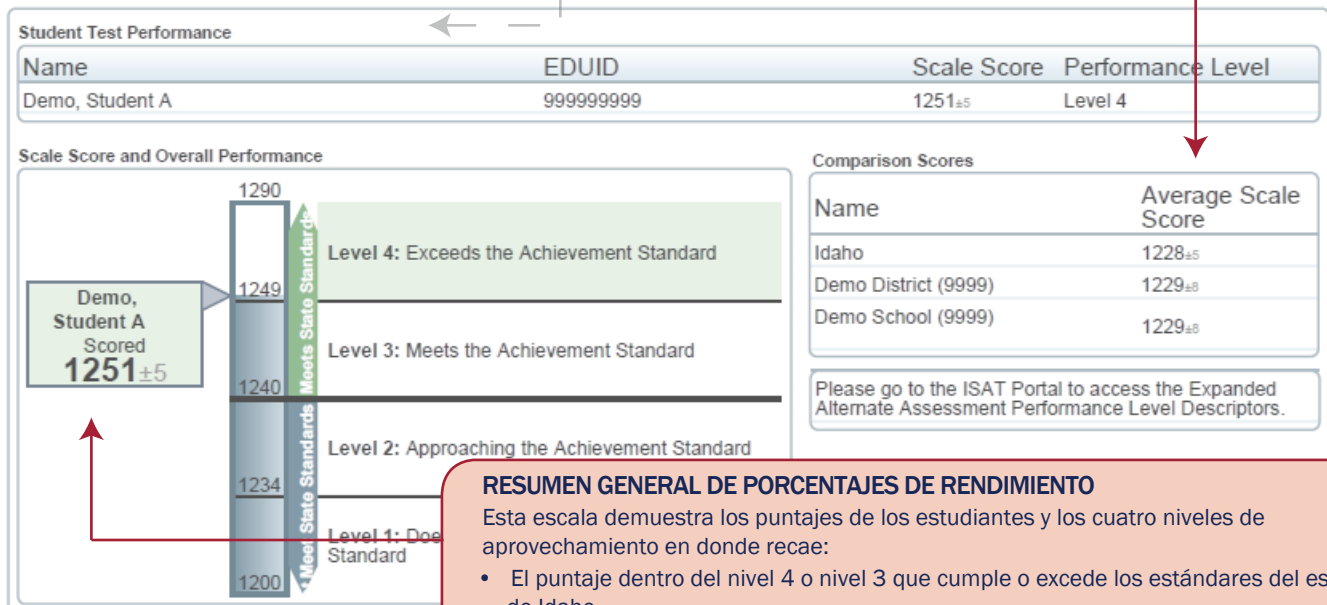 Student Test Performance
Name EDUID Scale Score Performance Level
Demo, Student A 999999999 1251±5 Level 4
Scale Score and Overall Performance
1290
1249
1240
1234
1200
Demo,
Student A
Scored
1251±5
Meets State Standards
Meet State Standards
Level 4: Exceeds the Achievement Standard
Level 3: Meets the Achievement Standard
Level 2: Approaching the Achievement Standard
Level 1:
Standard
Comparison Scores
Name Average Scale
Score
Idaho 1228±5
Demo District (9999) 1229±8
Demo School (9999) 1229±8
Please go to the ISAT Portal to access the Expanded
Alternate Assessment Performance Level Descriptors.
RESUMEN GENERAL DE PORCENTAJES DE RENDIMIENTO
Esta escala demuestra los puntajes de los estudiantes y los cuatro niveles de
aprovechamiento en donde recae:
• El puntaje dentro del nivel 4 o nivel 3 que cumple o excede los estándares del
de Idaho